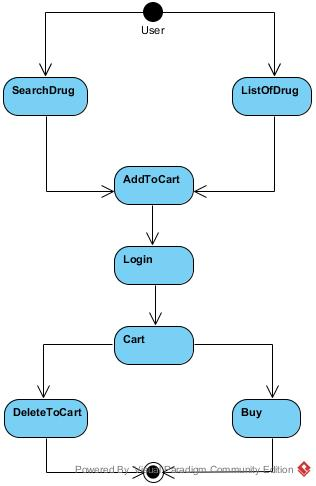 User
SearchDrug
ListOfDrug
AddToCart
Login
Cart
DeleteToCart
Buy
Powered By Visual Paradigm Community Edition